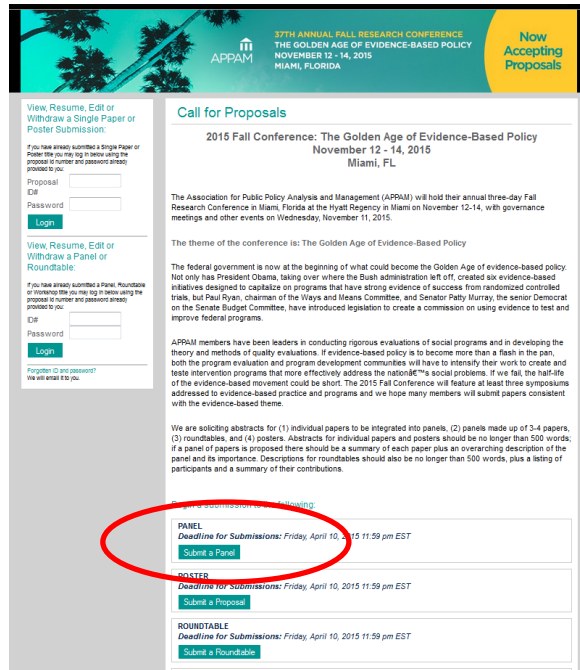 37TH ANNUAL FALL RESEARCH CONFERENCE
THE GOLDEN AGE OF EVIDENCE-BASED POLICY
NOVEMBER 12 - 14, 2015
MIAMI, FLORIDA
APPAM
Now
Accepting
Proposals
View, Resume, Edit or
Withdraw a Single Paper or
Poster Submission:
If you have already submitted a Single Paper or
Poster title you may log in below using the
proposal id number and password already
provided to you:
Proposal
ID#
Password
Login
View, Resume, Edit or
Withdraw a Panel or
Roundtable:
If you have already submitted a Panel, Roundtable
or Workshop title you may log in below using the
proposal id number and password already
provided to you:
ID#
Password
Login
Forgotten ID and password?
We will email it to you.
Call for Proposals
2015 Fall Conference: The Golden Age of Evidence-Based Policy
November 12 - 14, 2015
Miami, FL
The Association for Public Policy Analysis and Management (APPAM) will hold their annual three-day Fall
Research Conference in Miami, Florida at the Hyatt Regency in Miami on November 12-14, with governance
meetings and other events on Wednesday, November 11, 2015.
The theme of the conference is: The Golden Age of Evidence-Based Policy
The federal government is now at the beginning of what could become the Golden Age of evidence-based policy.
Not only has President Obama, taking over where the Bush administration left off, created six evidence-based
initiatives designed to capitalize on programs that have strong evidence of success from randomized controlled
trials, but Paul Ryan, chairman of the Ways and Means Committee, and Senator Patty Murray, the senior Democrat
on the Senate Budget Committee, have introduced legislation to create a commission on using evidence to test and
improve federal programs.
APPAM members have been leaders in conducting rigorous evaluations of social programs and in developing the
theory and methods of quality evaluations. If evidence-based policy is to become more than a flash in the pan,
both the program evaluation and program development communities will have to intensify their work to create and
teste intervention programs that more effectively address the nationâ€™s social problems. If we fail, the half-life
of the evidence-based movement could be short. The 2015 Fall Conference will feature at least three symposiums
addressed to evidence-based practice and programs and we hope many members will submit papers consistent
with the evidence-based theme.
We are soliciting abstracts for (1) individual papers to be integrated into panels, (2) panels made up of 3-4 papers,
(3) roundtables, and (4) posters. Abstracts for individual papers and posters should be no longer than 500 words;
if a panel of papers is proposed there should be a summary of each paper plus an overarching description of the
panel and its importance. Descriptions for roundtables should also be no longer than 500 words, plus a listing of
participants and a summary of their contributions.
Begin a submission to the following:
PANEL
Deadline for Submissions: Friday, April 10, 2015 11:59 pm EST
Submit a Panel
POSTER
Deadline for Submissions: Friday, April 10, 2015 11:59 pm EST
Submit a Proposal
ROUNDTABLE
Deadline for Submissions: Friday, April 10, 2015 11:59 pm EST
Submit a Roundtable